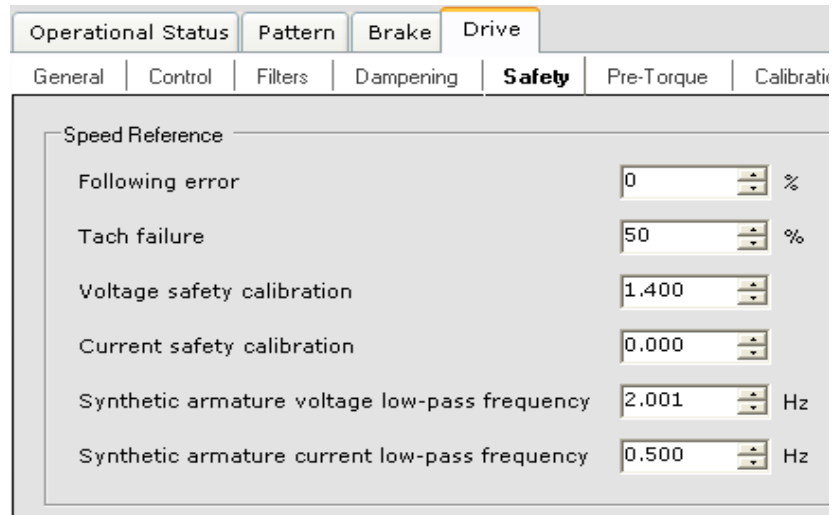 Operational Status Pattern Brake Drive
General Control Filters Dampening Safety Pre-Torque
Speed Reference
Following error 0 %
Tach failure 50 %
Voltage safety calibration 1.400
Current safety calibration 0.000
Synthetic armature voltage low-pass frequency 2.001 Hz
Synthetic armature current low-pass frequency 0.500 Hz